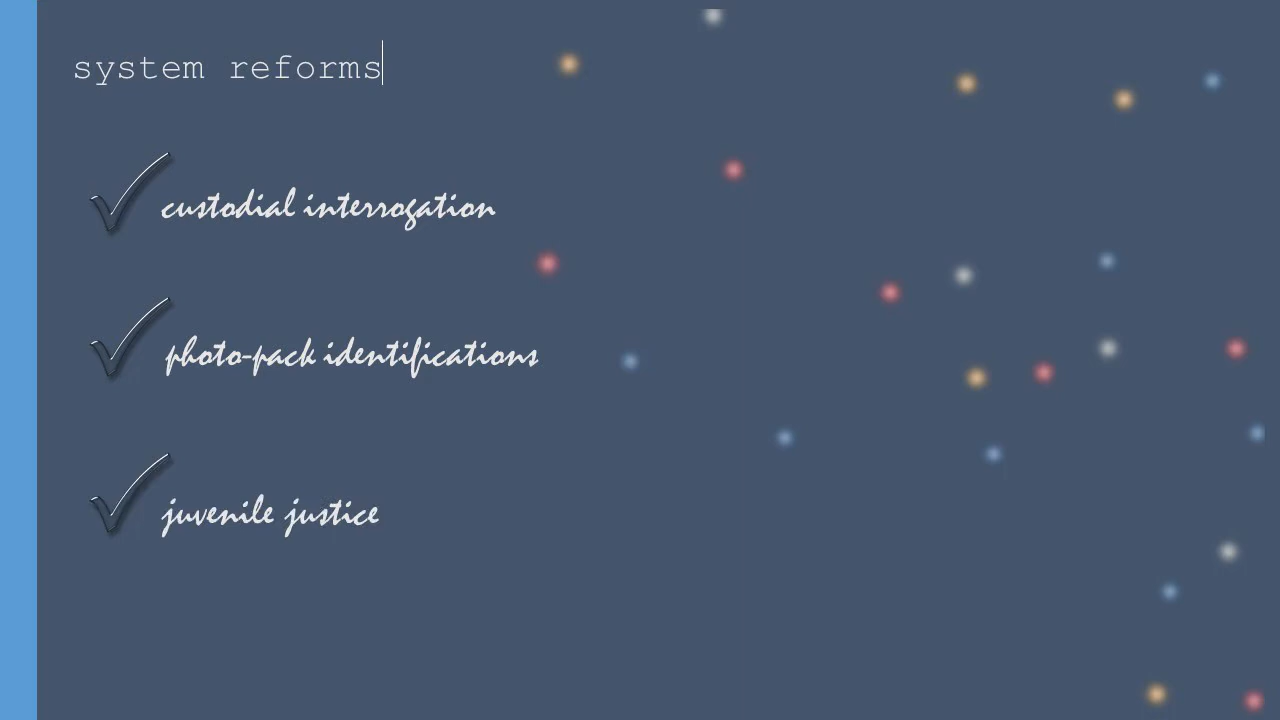 system reforms
custodial interrogation
photo-pack identifications
juvenile justice